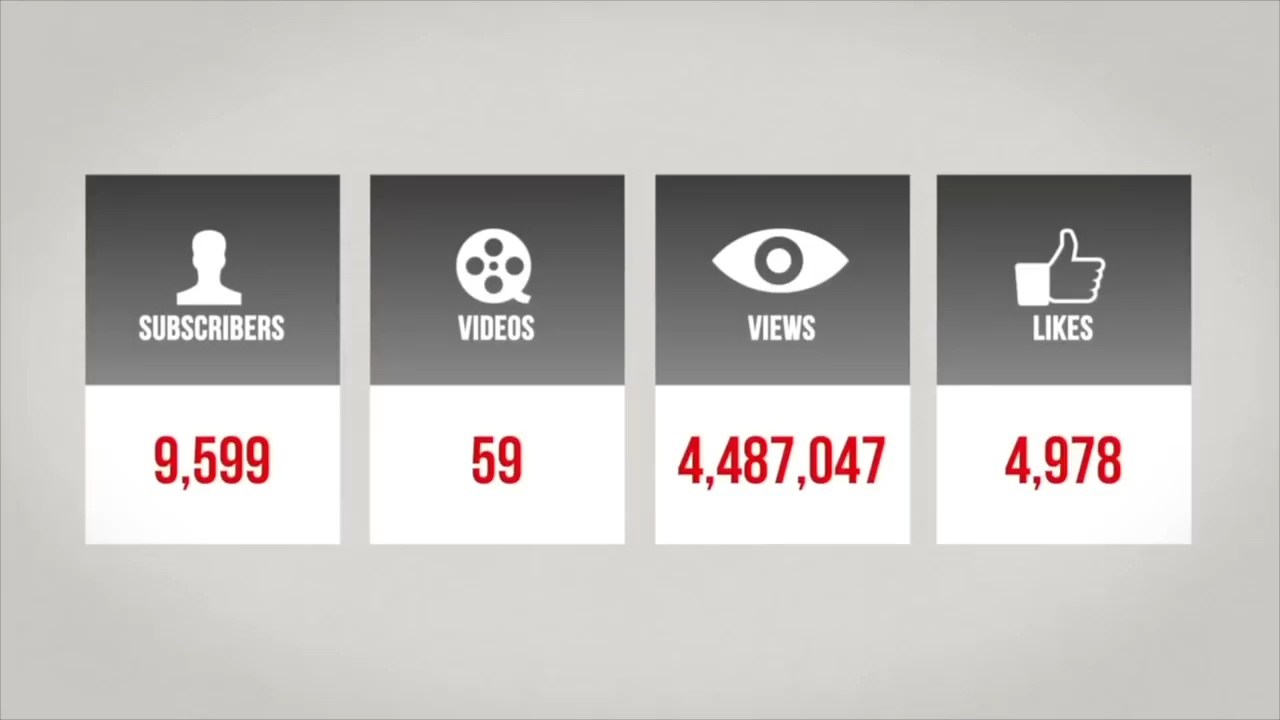 SUBSCRIBERS
VIDEOS
VIEWS
LIKES
9,599
59
4,487,047
4,978